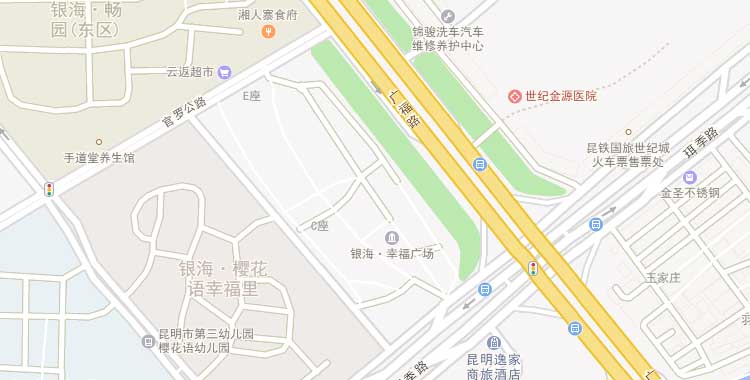 银海·畅
园(东区)
湘人寨食府
锦骏洗车汽车
维修养护中心
云返超市
E座
官罗公路
广福路
世纪金源医院
珥季路
昆铁国旅世纪城
火车票售票处
手道堂养生馆
金圣不锈钢
C座
银海·幸福广场
银海·樱花
语幸福里
王家庄
昆明市第三幼儿园
樱花语幼儿园
昆明逸家
商旅酒店
珥季路